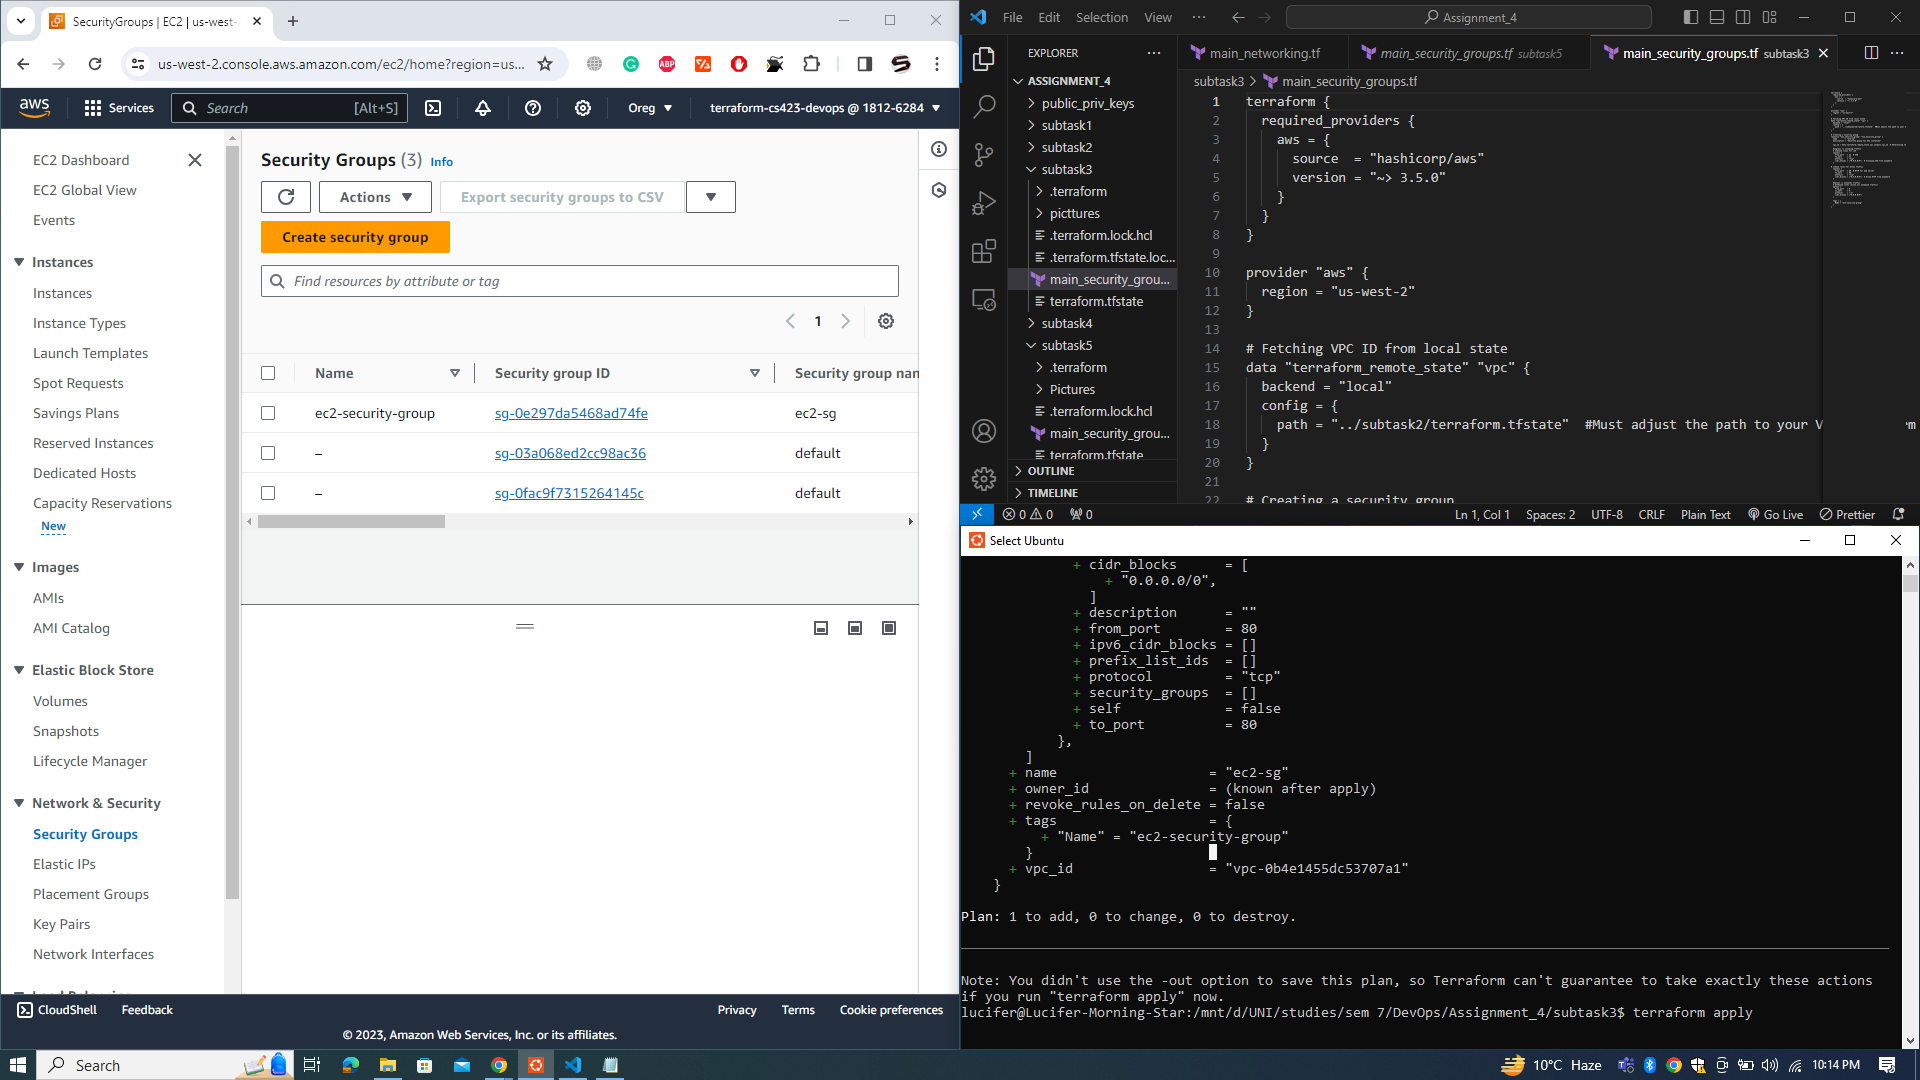 SecurityGroups | EC2 | us-west-
us-west-2.console.aws.amazon.com/ec2/home?region=us...
aws
Services
Search
[Alt+S]
Oreg
terraform-cs423-devops @ 1812-6284
EC2 Dashboard
EC2 Global View
Events
Instances
Instances
Instance Types
Launch Templates
Spot Requests
Savings Plans
Reserved Instances
Dedicated Hosts
Capacity Reservations
New
Images
AMIs
AMI Catalog
Elastic Block Store
Volumes
Snapshots
Lifecycle Manager
Network & Security
Security Groups
Elastic IPs
Placement Groups
Key Pairs
Network Interfaces
Security Groups (3) Info
Actions
Export security groups to CSV
Create security group
Find resources by attribute or tag
1
Name
Security group ID
Security group nam
ec2-security-group
sg-0e297da5468ad74fe
ec2-sg
–
sg-03a068ed2cc98ac36
default
–
sg-0fac9f7315264145c
default
CloudShell
Feedback
Privacy
Terms
Cookie preferences
© 2023, Amazon Web Services, Inc. or its affiliates.
File
Edit
Selection
View
Assignment_4
EXPLORER
ASSIGNMENT_4
public_priv_keys
subtask1
subtask2
subtask3
.terraform
picttures
.terraform.lock.hcl
.terraform.tfstate.loc...
main_security_grou...
terraform.tfstate
subtask4
subtask5
.terraform
Pictures
.terraform.lock.hcl
main_security_grou...
terraform.tfstate
OUTLINE
TIMELINE
main_networking.tf
main_security_groups.tf subtask5
main_security_groups.tf subtask3
subtask3 > main_security_groups.tf
1 terraform {
2 required_providers {
3 aws = {
4 source  = "hashicorp/aws"
5 version = "~> 3.5.0"
6 }
7 }
8 }
9
10 provider "aws" {
11 region = "us-west-2"
12 }
13
14 # Fetching VPC ID from local state
15 data "terraform_remote_state" "vpc" {
16 backend = "local"
17 config = {
18 path = "../subtask2/terraform.tfstate"  #Must adjust the path to your V
19 }
20 }
21
22 # Creating a security group
0 0
0
Ln 1, Col 1
Spaces: 2
UTF-8
CRLF
Plain Text
Go Live
Prettier
Select Ubuntu
+ cidr_blocks      = [
+ "0.0.0.0/0",
]
+ description      = ""
+ from_port        = 80
+ ipv6_cidr_blocks = []
+ prefix_list_ids  = []
+ protocol         = "tcp"
+ security_groups  = []
+ self             = false
+ to_port          = 80
},
]
+ name                   = "ec2-sg"
+ owner_id               = (known after apply)
+ revoke_rules_on_delete = false
+ tags                   = {
+ "Name" = "ec2-security-group"
}
+ vpc_id                 = "vpc-0b4e1455dc53707a1"
}
Plan: 1 to add, 0 to change, 0 to destroy.
Note: You didn't use the -out option to save this plan, so Terraform can't guarantee to take exactly these actions
if you run "terraform apply" now.
lucifer@Lucifer-Morning-Star:/mnt/d/UNI/studies/sem 7/DevOps/Assignment_4/subtask3$ terraform apply
Search
10°C Haze
10:14 PM